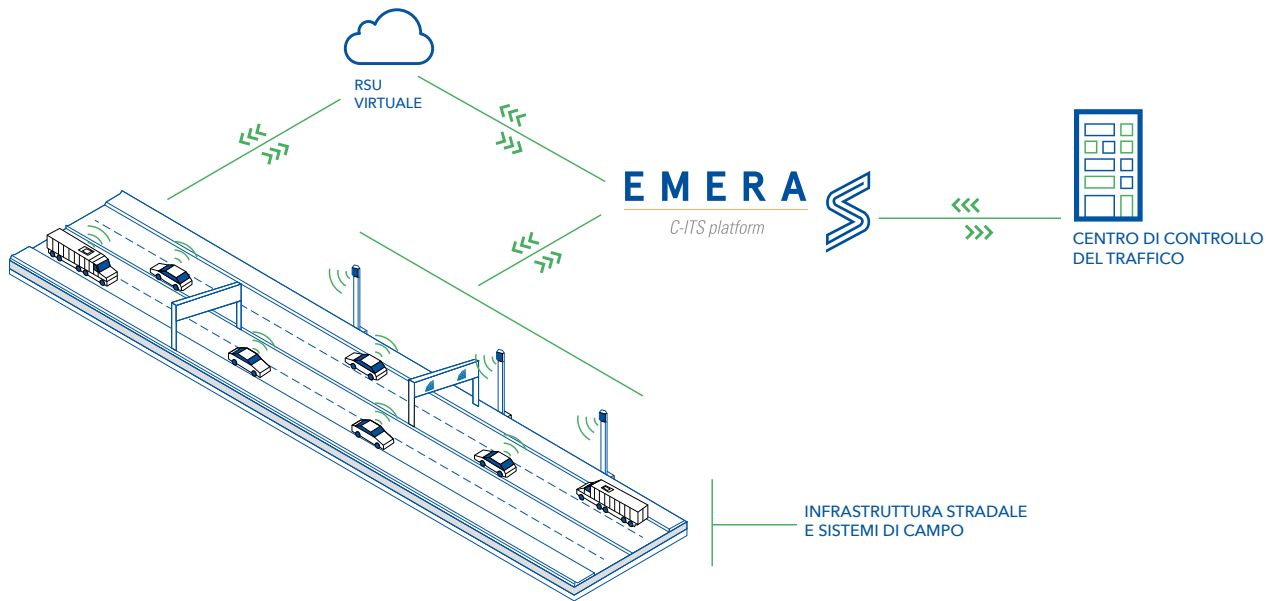 RSU
VIRTUALE
EMERA
C-ITS platform
CENTRO DI CONTROLLO
DEL TRAFFICO
INFRASTRUTTURA STRADALE
E SISTEMI DI CAMPO